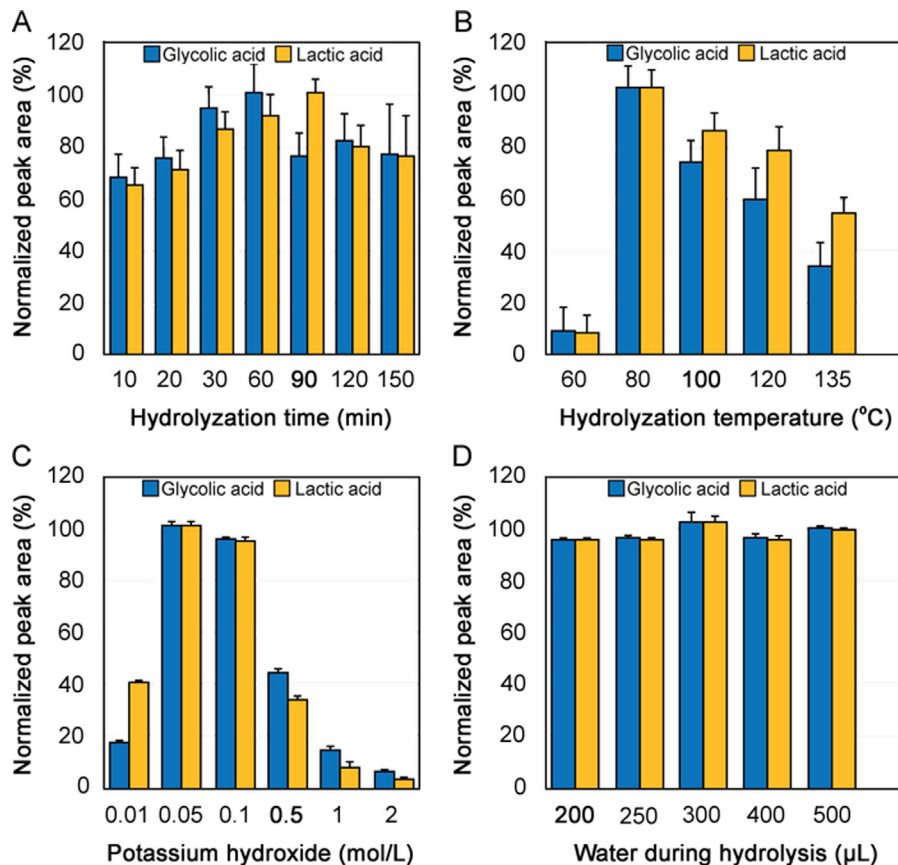 A
Normalized peak area (%)
120
100
80
60
40
20
0
Glycolic acid Lactic acid
10 20 30 60 90 120 150
Hydrolyzation time (min)
B
Normalized peak area (%)
120
100
80
60
40
20
0
Glycolic acid Lactic acid
60 80 100 120 135
Hydrolyzation temperature (°C)
C
Normalized peak area (%)
120
100
80
60
40
20
0
Glycolic acid Lactic acid
0.01 0.05 0.1 0.5 1 2
Potassium hydroxide (mol/L)
D
Normalized peak area (%)
120
100
80
60
40
20
0
Glycolic acid Lactic acid
200 250 300 400 500
Water during hydrolysis (µL)